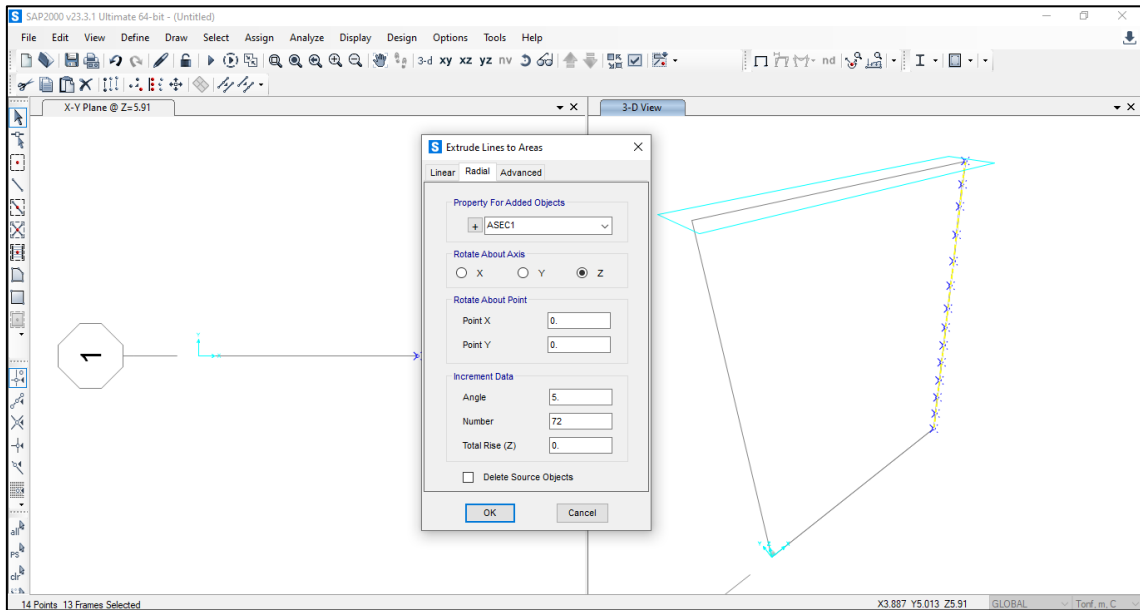 SAP2000 v23.3.1 Ultimate 64-bit - (Untitled)
File Edit View Define Draw Select Assign Analyze Display Design Options Tools Help
3-d xy xz yz nv nd
X-Y Plane @ Z=5.91
3-D View
Extrude Lines to Areas
Linear Radial Advanced
Property For Added Objects
+ ASEC1
Rotate About Axis
X Y Z
Rotate About Point
Point X 0.
Point Y 0.
Increment Data
Angle 5.
Number 72
Total Rise (Z) 0.
Delete Source Objects
OK Cancel
1
all
PS
clr
14 Points 13 Frames Selected
X3.887 Y5.013 Z5.91
GLOBAL
Tonf, m, C